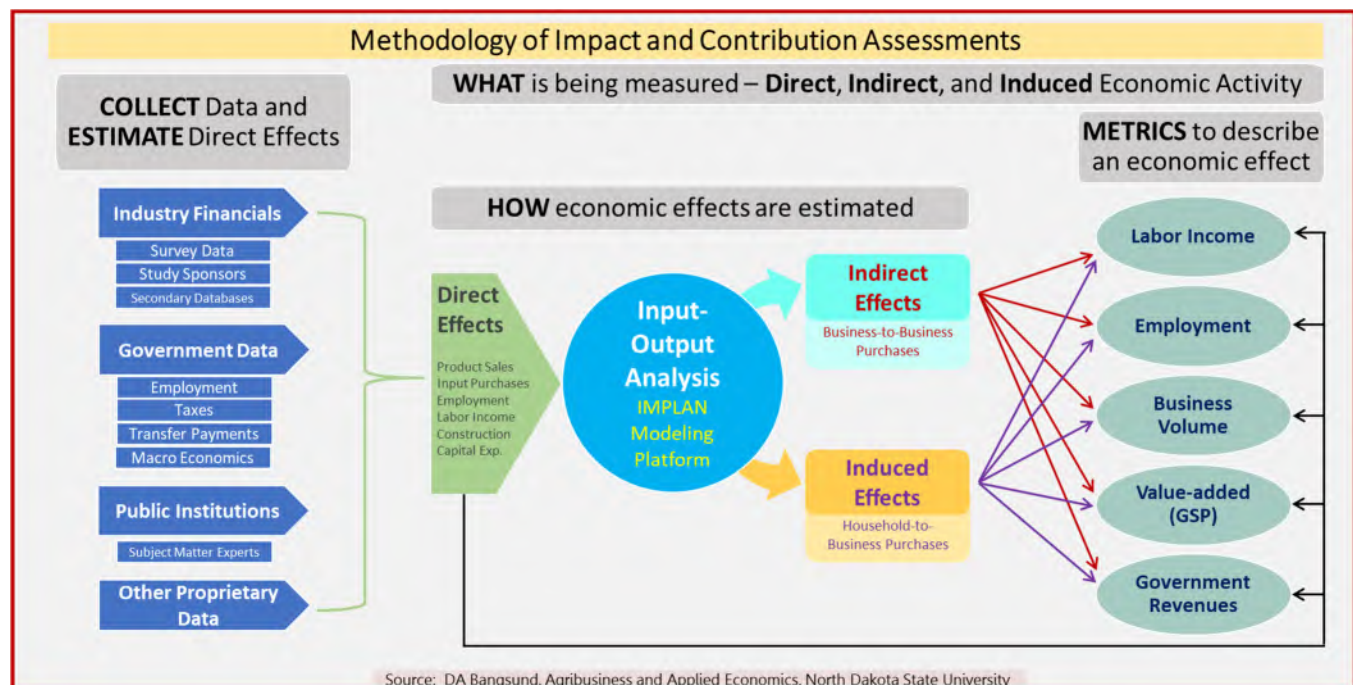 Methodology of Impact and Contribution Assessments
COLLECT Data and
ESTIMATE Direct Effects
WHAT is being measured – Direct, Indirect, and Induced Economic Activity
METRICS to describe
an economic effect
HOW economic effects are estimated
Industry Financials
Survey Data
Study Sponsors
Secondary Databases
Government Data
Employment
Taxes
Transfer Payments
Macro Economics
Public Institutions
Subject Matter Experts
Other Proprietary
Data
Direct
Effects
Product Sales
Input Purchases
Employment
Labor Income
Construction
Capital Exp.
Input-
Output
Analysis
IMPLAN
Modeling
Platform
Indirect
Effects
Business-to-Business
Purchases
Induced
Effects
Household-to-
Business Purchases
Labor Income
Employment
Business
Volume
Value-added
(GSP)
Government
Revenues
Source: DA Bangsund, Agribusiness and Applied Economics, North Dakota State University